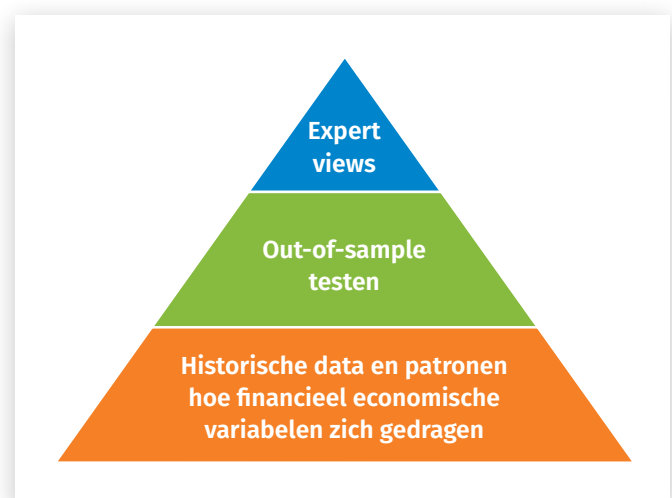 Expert
views
Out-of-sample
testen
Historische data en patronen
hoe financieel economische
variabelen zich gedragen